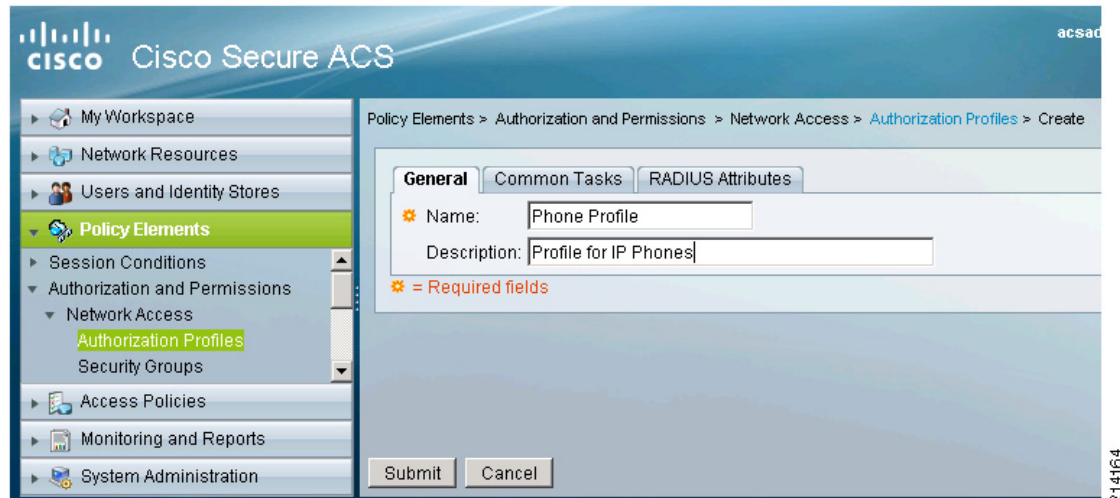 cisco Cisco Secure ACS
acsad
My Workspace
Network Resources
Users and Identity Stores
Policy Elements
Session Conditions
Authorization and Permissions
Network Access
Authorization Profiles
Security Groups
Access Policies
Monitoring and Reports
System Administration
Policy Elements > Authorization and Permissions > Network Access > Authorization Profiles > Create
General Common Tasks RADIUS Attributes
Name: Phone Profile
Description: Profile for IP Phones
= Required fields
Submit Cancel